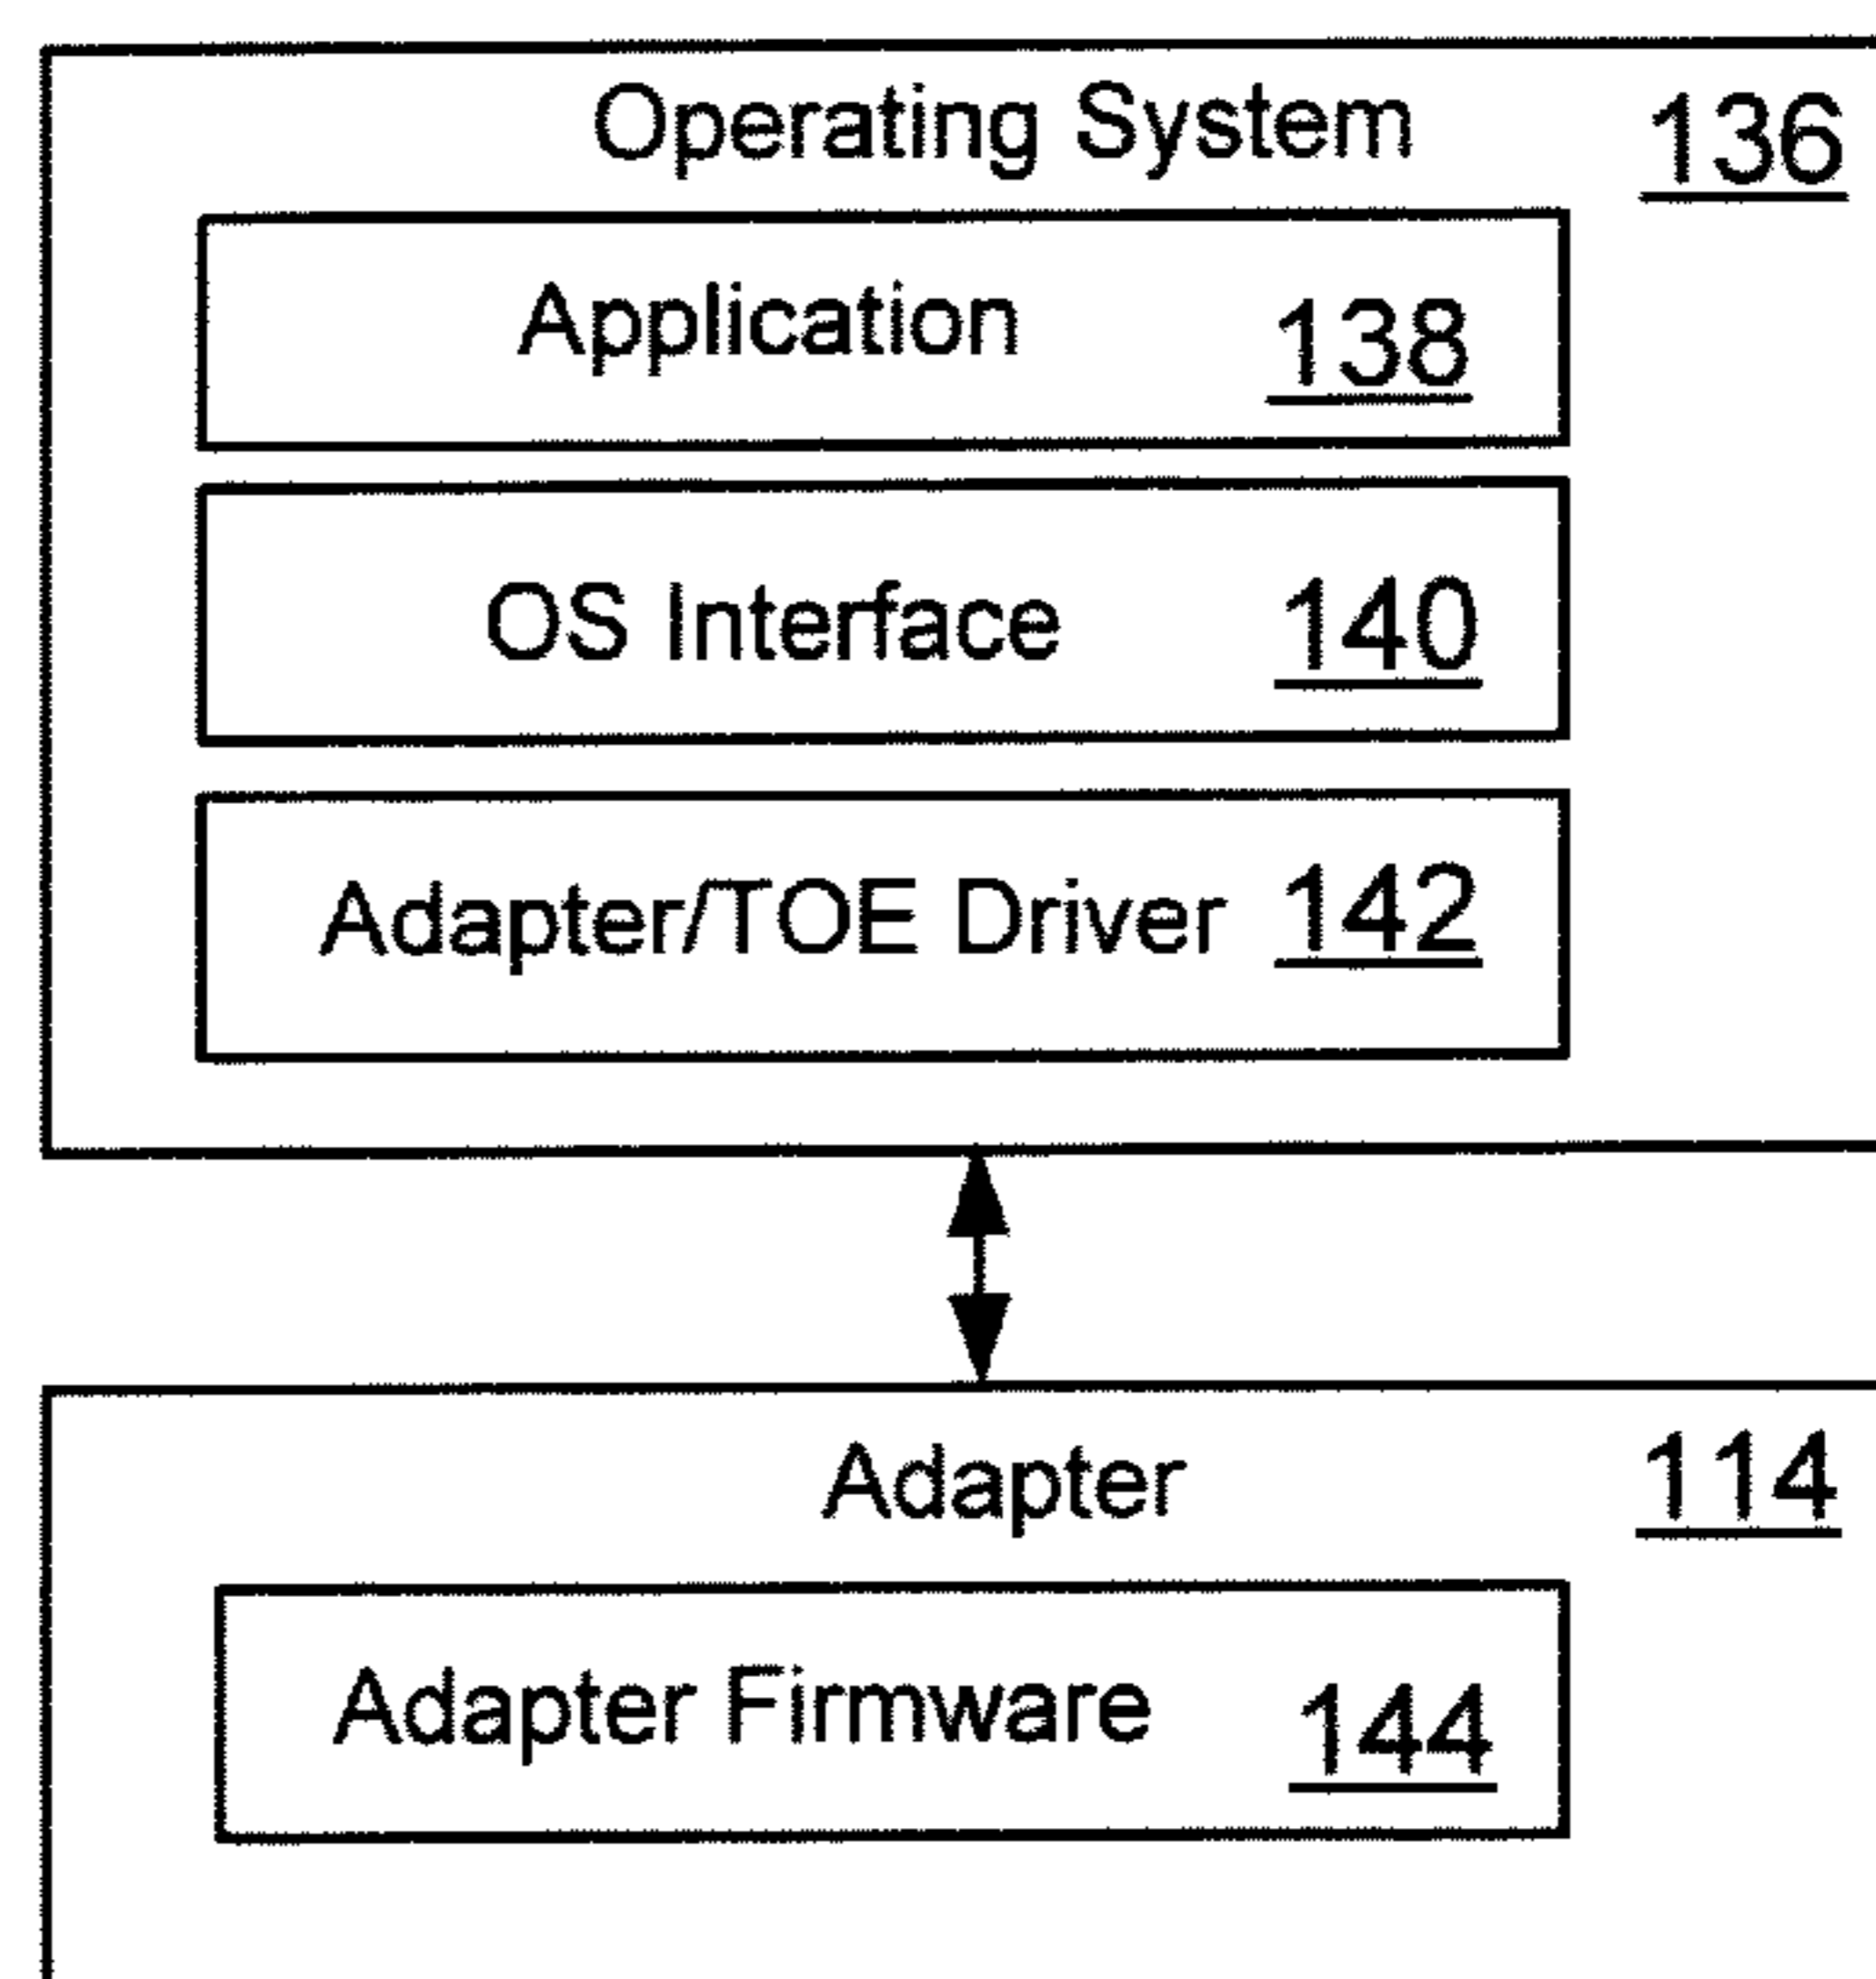 Operating System 136
Application 138
OS Interface 140
Adapter/TOE Driver 142
Adapter 114
Adapter Firmware 144